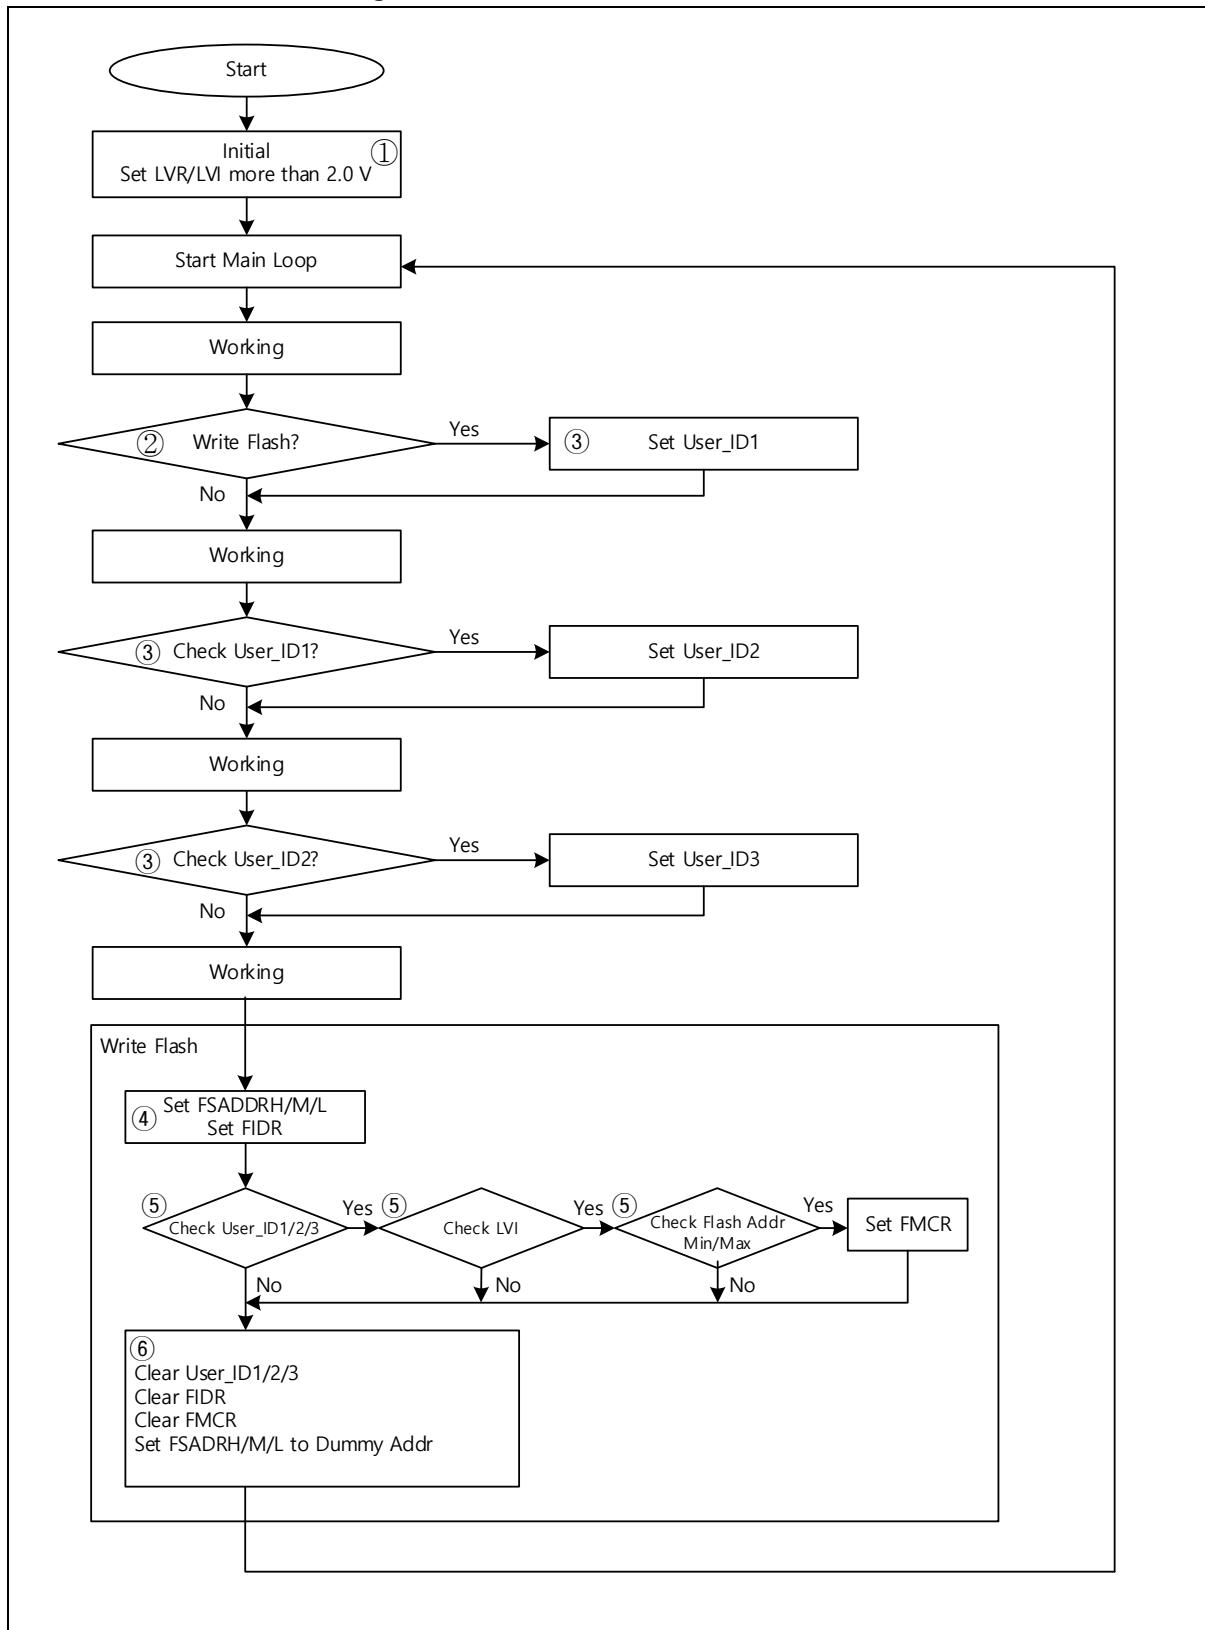 Start
Initial
①
Set LVR/LVI more than 2.0 V
Start Main Loop
Working
② Write Flash?
Yes
③ Set User_ID1
No
Working
③ Check User_ID1?
Yes
Set User_ID2
No
Working
③ Check User_ID2?
Yes
Set User_ID3
No
Working
Write Flash
④
Set FSADDRH/M/L
Set FIDR
⑤
Check User_ID1/2/3
Yes
⑤
Check LVI
Yes
⑤
Check Flash Addr
Min/Max
Yes
Set FMCR
No
No
No
⑥
Clear User_ID1/2/3
Clear FIDR
Clear FMCR
Set FSADRH/M/L to Dummy Addr